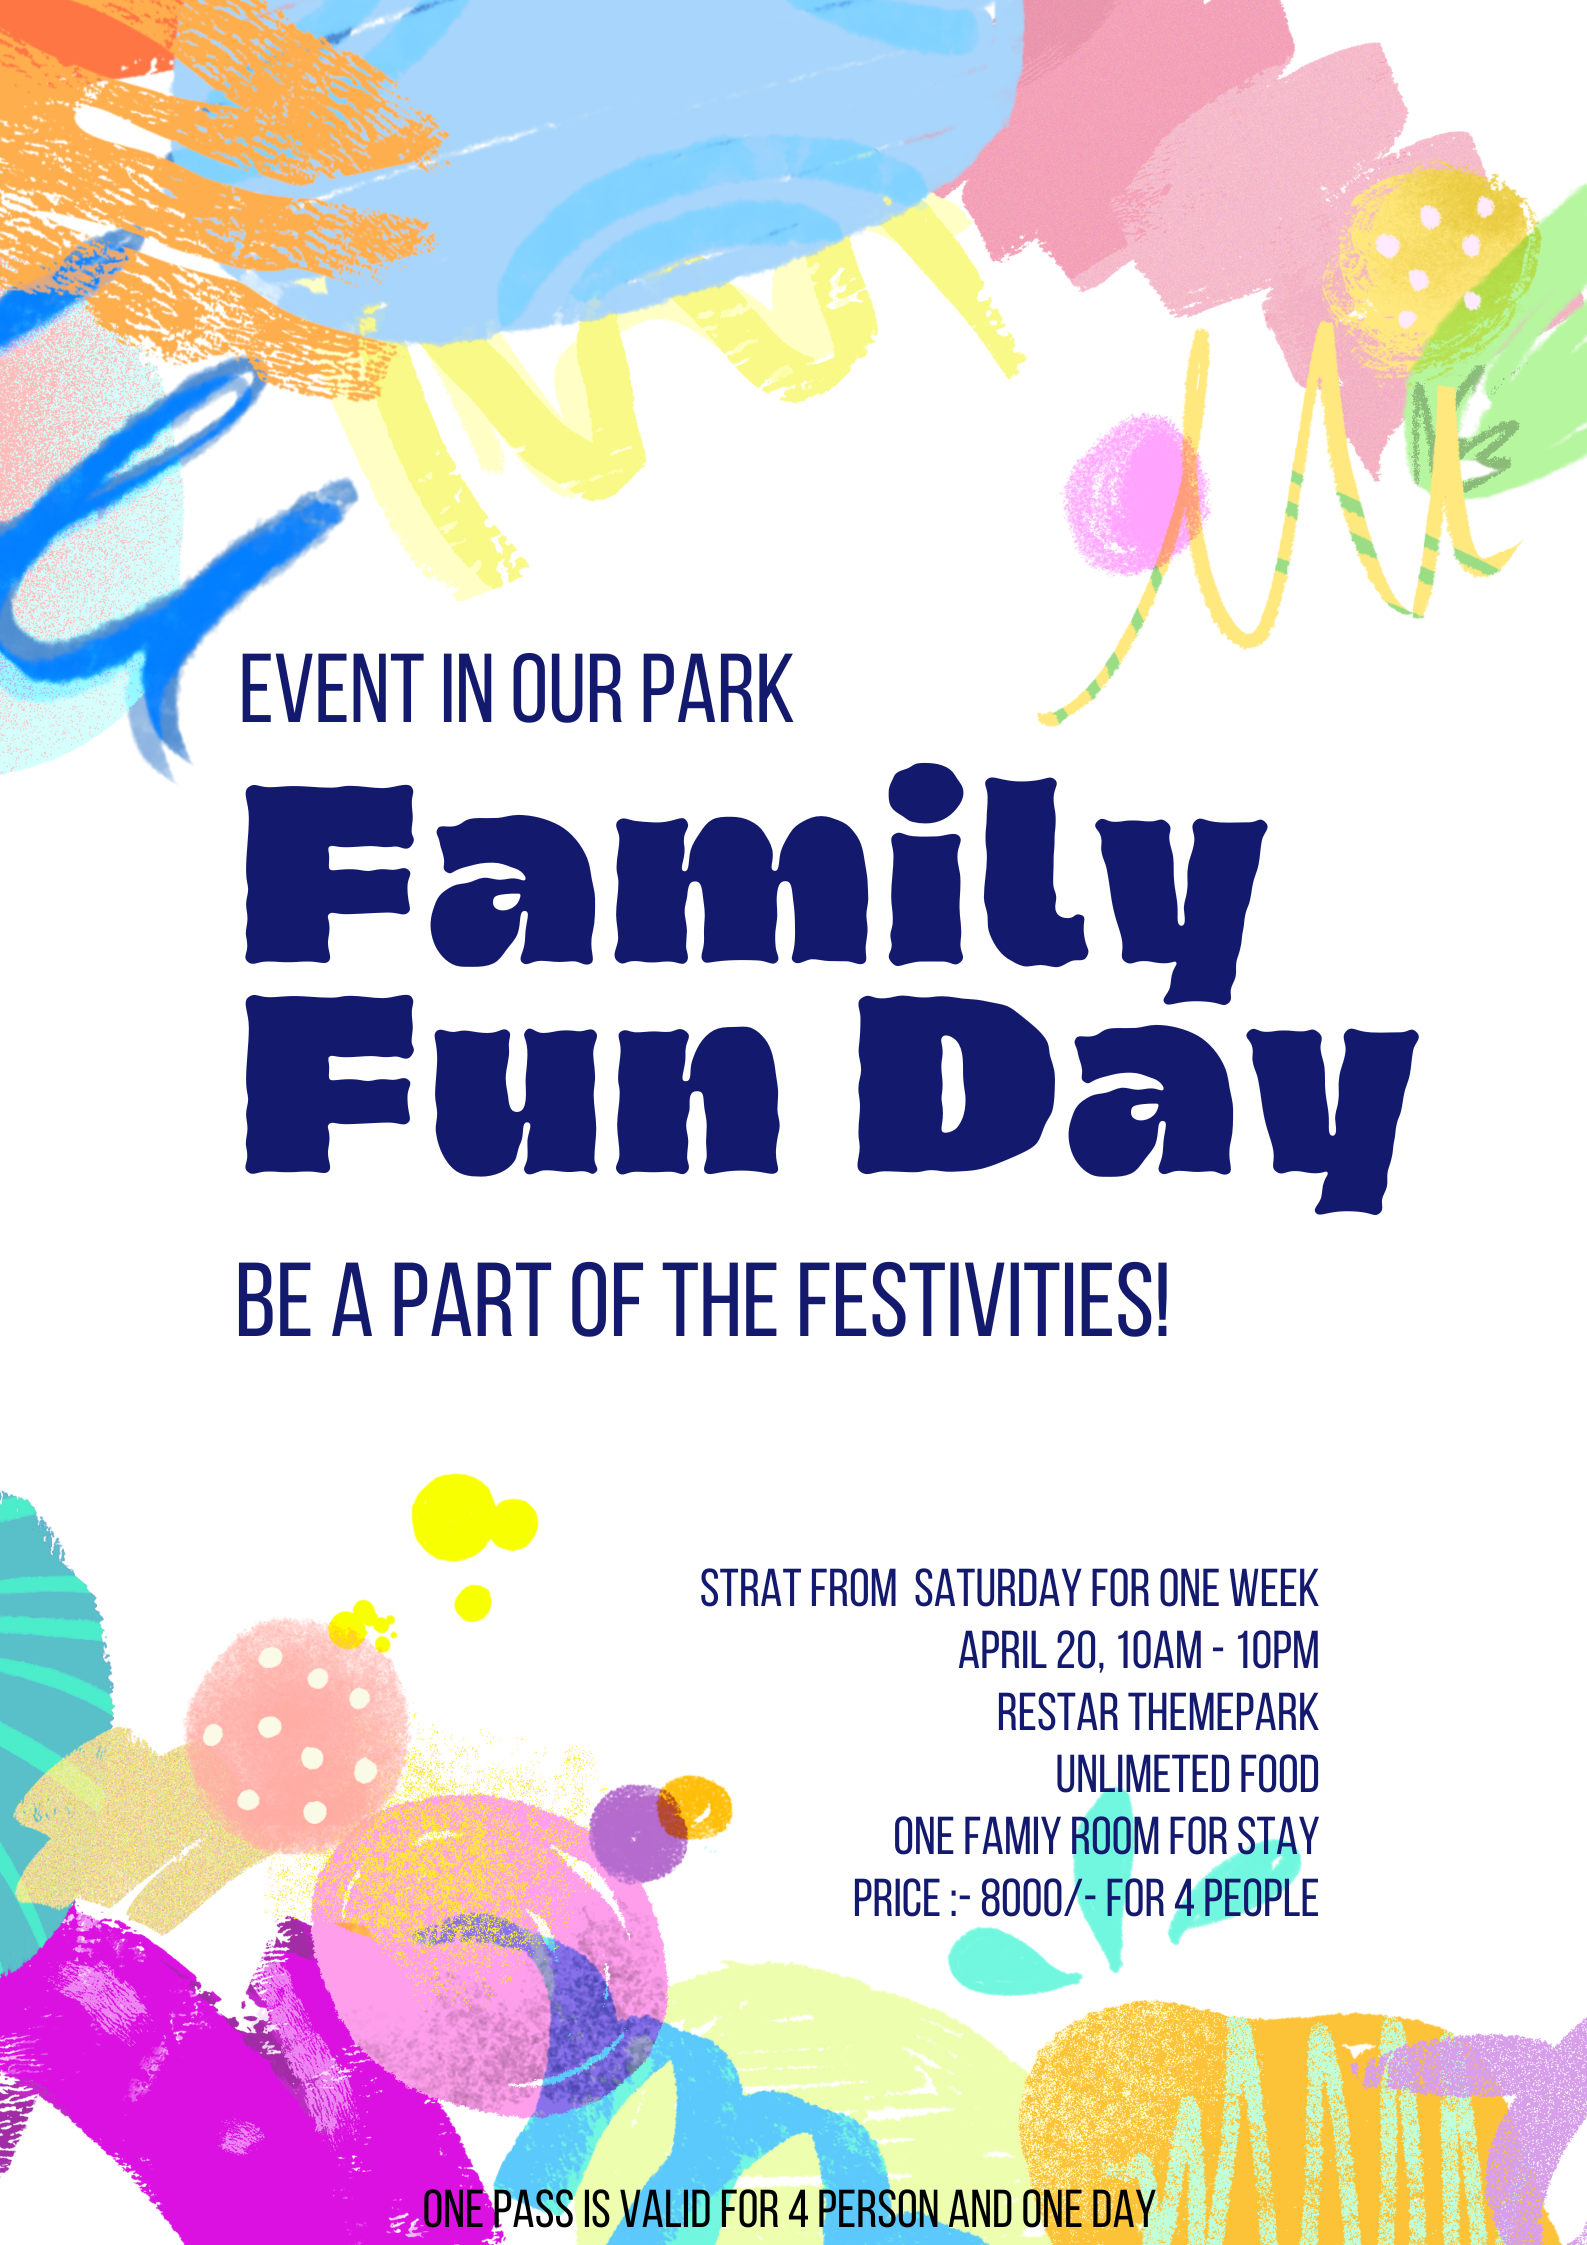 EVENT IN OUR PARK
Family
Fun Day
BE A PART OF THE FESTIVITIES!
STRAT FROM SATURDAY FOR ONE WEEK
APRIL 20, 10AM - 10PM
RESTAR THEMEPARK
UNLIMETED FOOD
ONE FAMIY ROOM FOR STAY
PRICE :- 8000/- FOR 4 PEOPLE
ONE PASS IS VALID FOR 4 PERSON AND ONE DAY